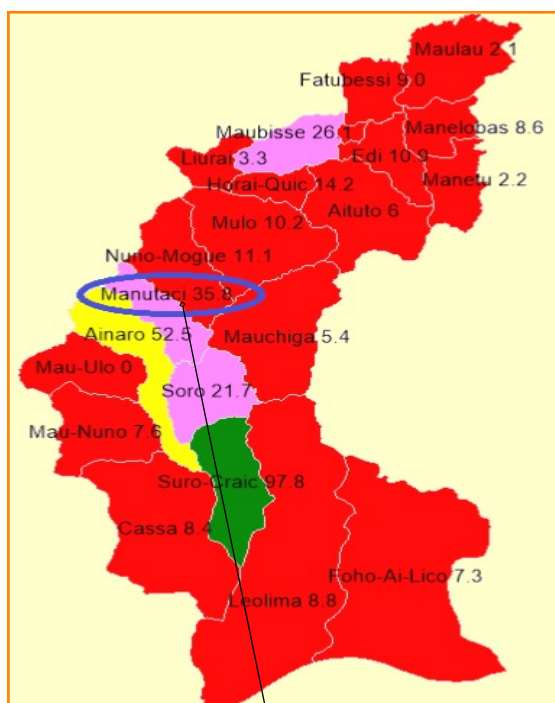 Maulau 2.1
Fatubessi 9.0
Maubisse 26.1
Manelobas 8.6
Liurai 3.3
Edi 10.9
Horai-Quic 14.2
Manetu 2.2
Mulo 10.2
Aituto 6
Nuno-Mogue 11.1
Manutaci 35.8
Ainaro 52.5
Mauchiga 5.4
Mau-Ulo 0
Soro 21.7
Mau-Nuno 7.6
Suro-Craic 97.8
Cassa 8.4
Foho-Ai-Lico 7.3
Leolima 8.8